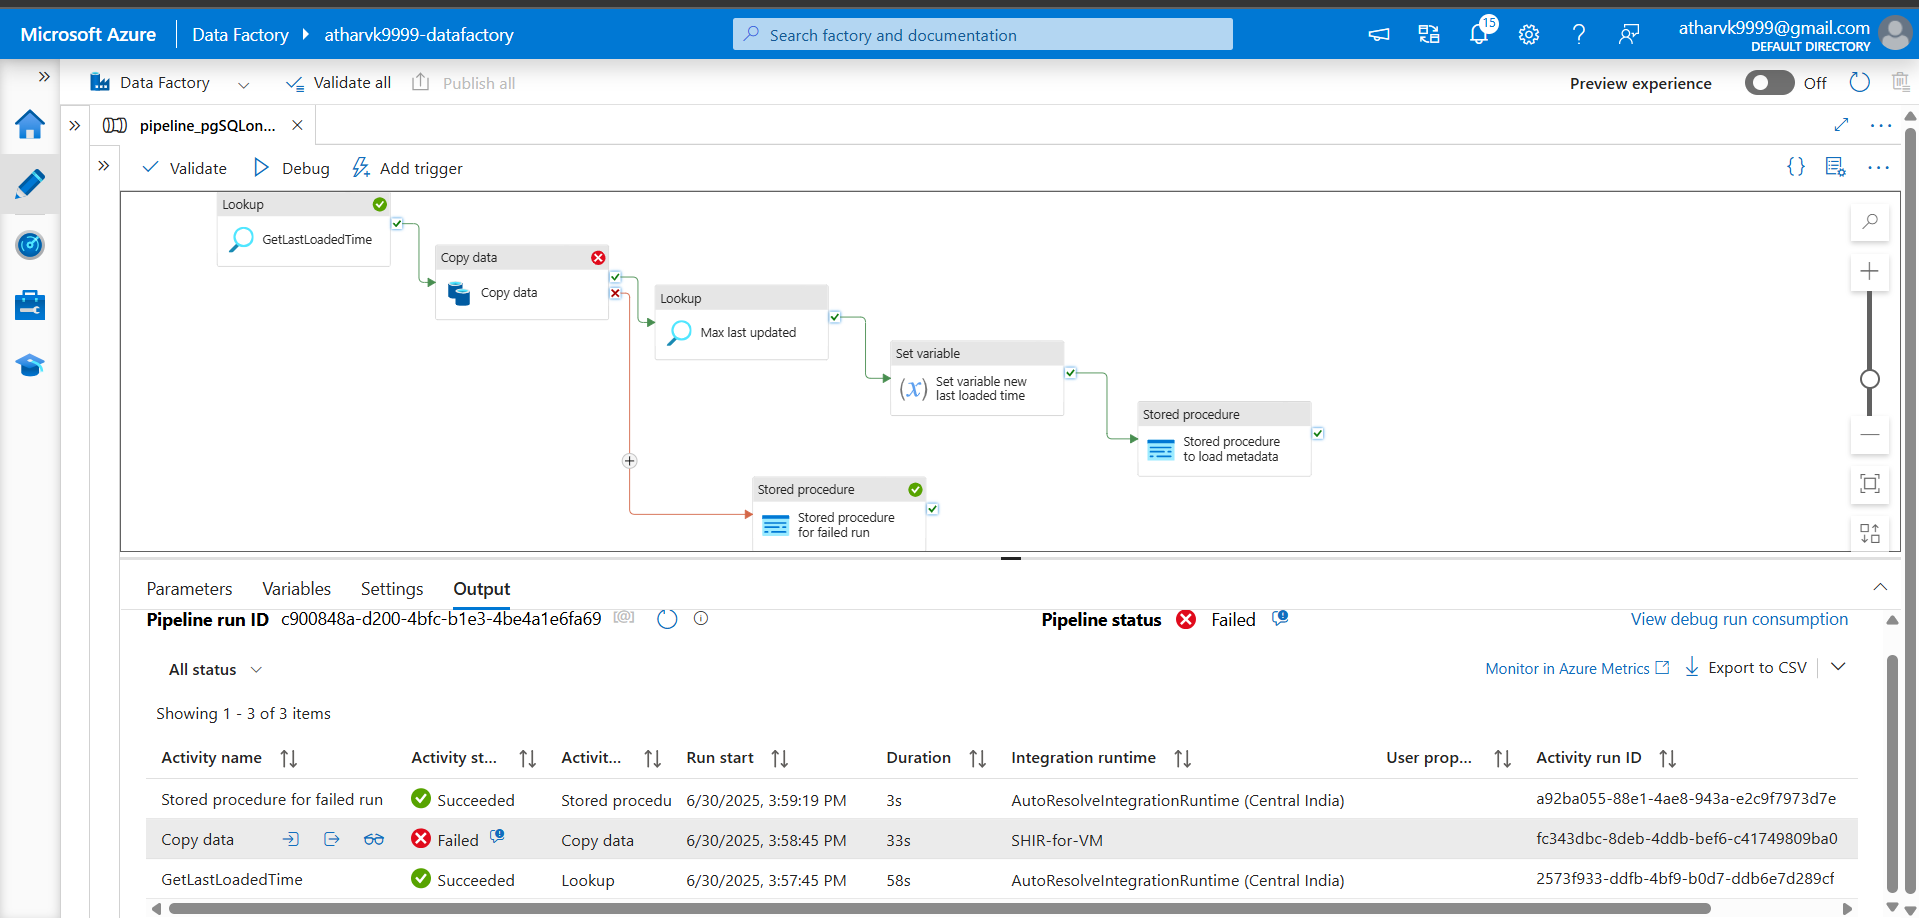 Microsoft Azure
Data Factory
atharvk9999-datafactory
Search factory and documentation
15
atharvk9999@gmail.com
DEFAULT DIRECTORY
Data Factory
Validate all
Publish all
Preview experience
Off
pipeline_pgSQLon...
Validate
Debug
Add trigger
Lookup
GetLastLoadedTime
Copy data
Copy data
Lookup
Max last updated
Set variable
(x)
Set variable new
last loaded time
Stored procedure
Stored procedure
to load metadata
Stored procedure
Stored procedure
for failed run
Parameters
Variables
Settings
Output
Pipeline run ID c900848a-d200-4bfc-b1e3-4be4a1e6fa69 [@]
Pipeline status
Failed
View debug run consumption
All status
Monitor in Azure Metrics
Export to CSV
Showing 1 - 3 of 3 items
Activity name Activity st... Activit... Run start Duration Integration runtime User prop... Activity run ID
Stored procedure for failed run Succeeded Stored procedu 6/30/2025, 3:59:19 PM 3s AutoResolveIntegrationRuntime (Central India) a92ba055-88e1-4ae8-943a-e2c9f7973d7e
Copy data Failed Copy data 6/30/2025, 3:58:45 PM 33s SHIR-for-VM fc343dbc-8deb-4ddb-bef6-c41749809ba0
GetLastLoadedTime Succeeded Lookup 6/30/2025, 3:57:45 PM 58s AutoResolveIntegrationRuntime (Central India) 2573f933-ddfb-4bf9-b0d7-ddb6e7d289cf